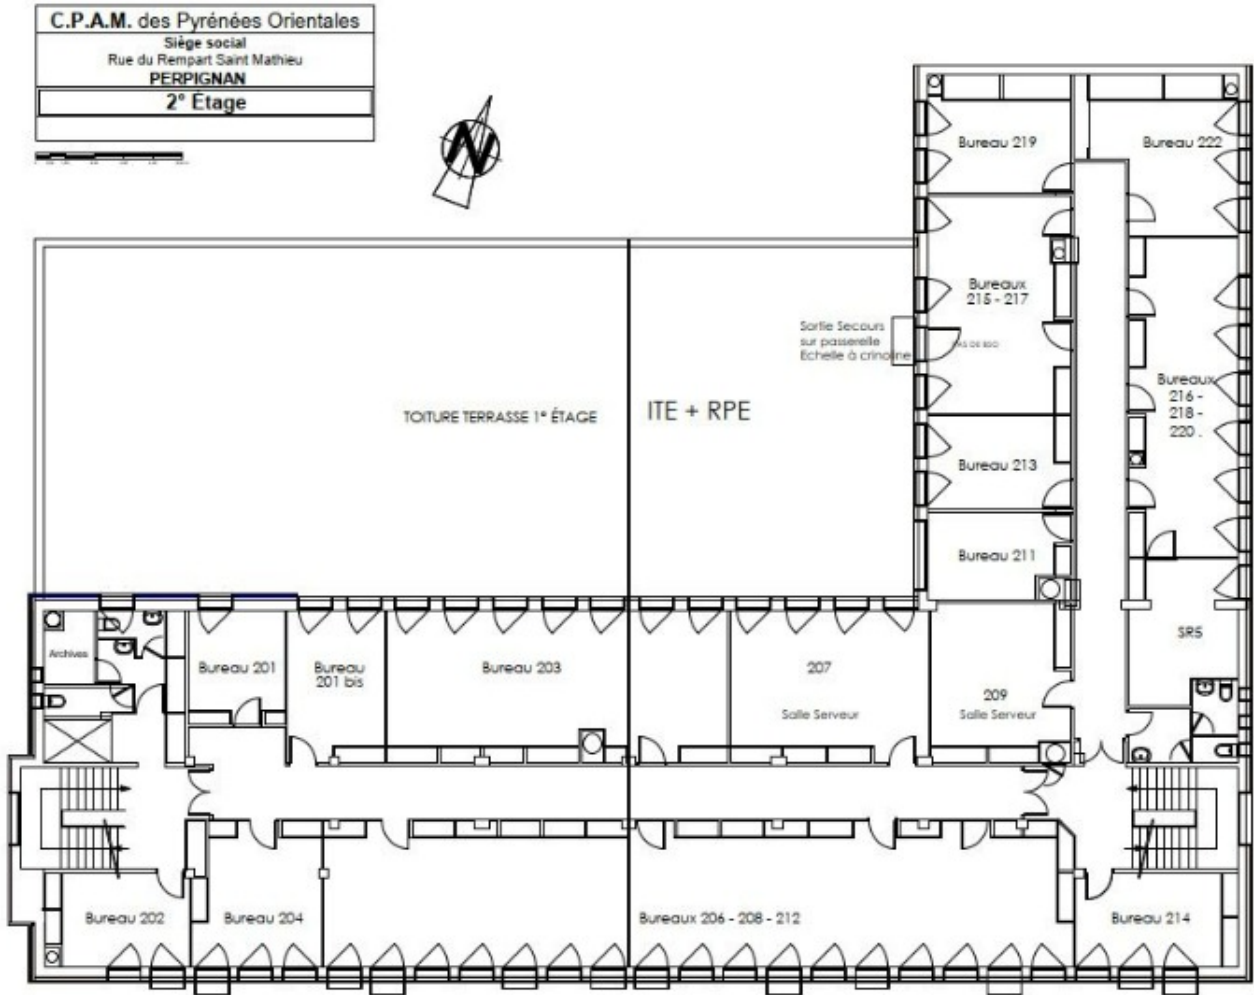 C.P.A.M. des Pyrénées Orientales
Siège social
Rue du Rempart Saint Mathieu
PERPIGNAN
2° Étage
N
Bureau 219
Bureau 222
Bureaux
215 - 217
Sortie Secours
sur passerelle
Echelle à crinoline
PAS DE BSO
Bureaux
216 -
218 -
220 .
TOITURE TERRASSE 1° ÉTAGE
ITE + RPE
Bureau 213
Bureau 211
SR5
Archives
Bureau 201
Bureau
201 bis
Bureau 203
207
Salle Serveur
209
Salle Serveur
Bureau 202
Bureau 204
Bureaux 206 - 208 - 212
Bureau 214